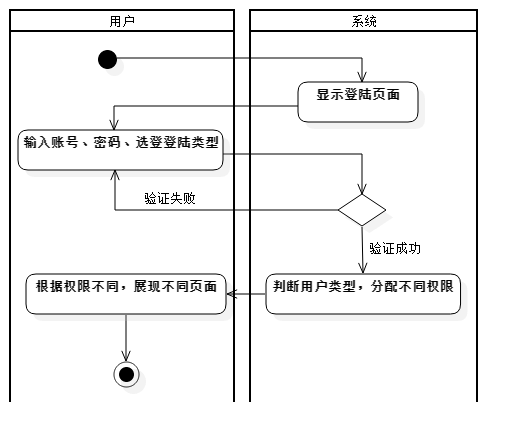 用户
系统
显示登陆页面
输入账号、密码、选登登陆类型
验证失败
验证成功
根据权限不同，展现不同页面
判断用户类型，分配不同权限